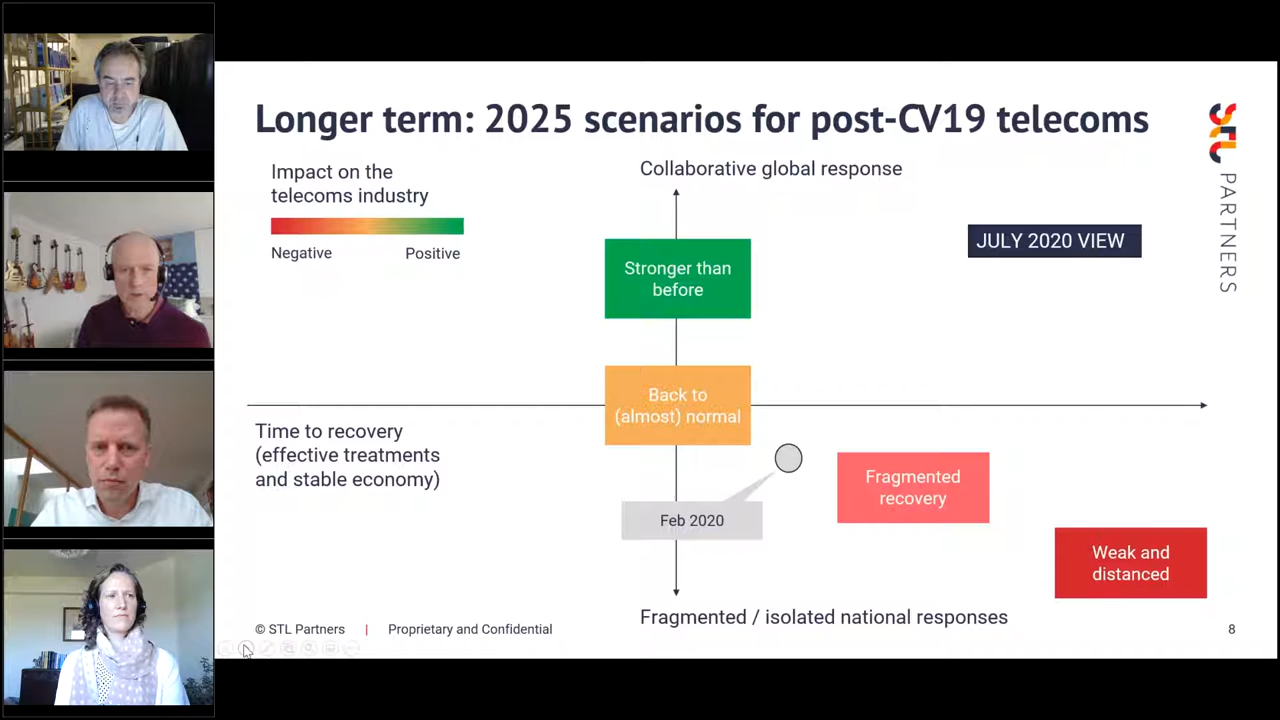 Longer term: 2025 scenarios for post-CV19 telecoms
Impact on the
telecoms industry
Negative
Positive
Collaborative global response
JULY 2020 VIEW
STL
PARTNERS
Stronger than
before
Back to
(almost) normal
Time to recovery
(effective treatments
and stable economy)
Fragmented
recovery
Feb 2020
Weak and
distanced
Fragmented / isolated national responses
© STL Partners | Proprietary and Confidential
8